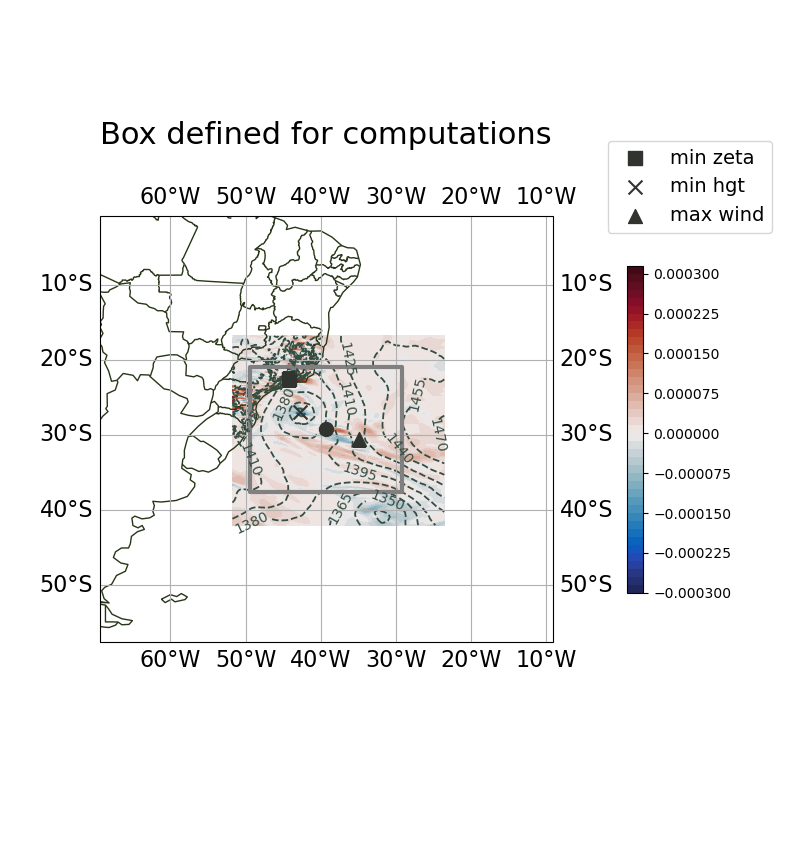 Box defined for computations
min zeta
min hgt
max wind
60°W 50°W 40°W 30°W 20°W 10°W
10°S 10°S
20°S 20°S
30°S 30°S
40°S 40°S
50°S 50°S
60°W 50°W 40°W 30°W 20°W 10°W
1425
1380
1410
1455
1440
1470
1410
1395
1365
1350
1380
0.000300
0.000225
0.000150
0.000075
0.000000
−0.000075
−0.000150
−0.000225
−0.000300